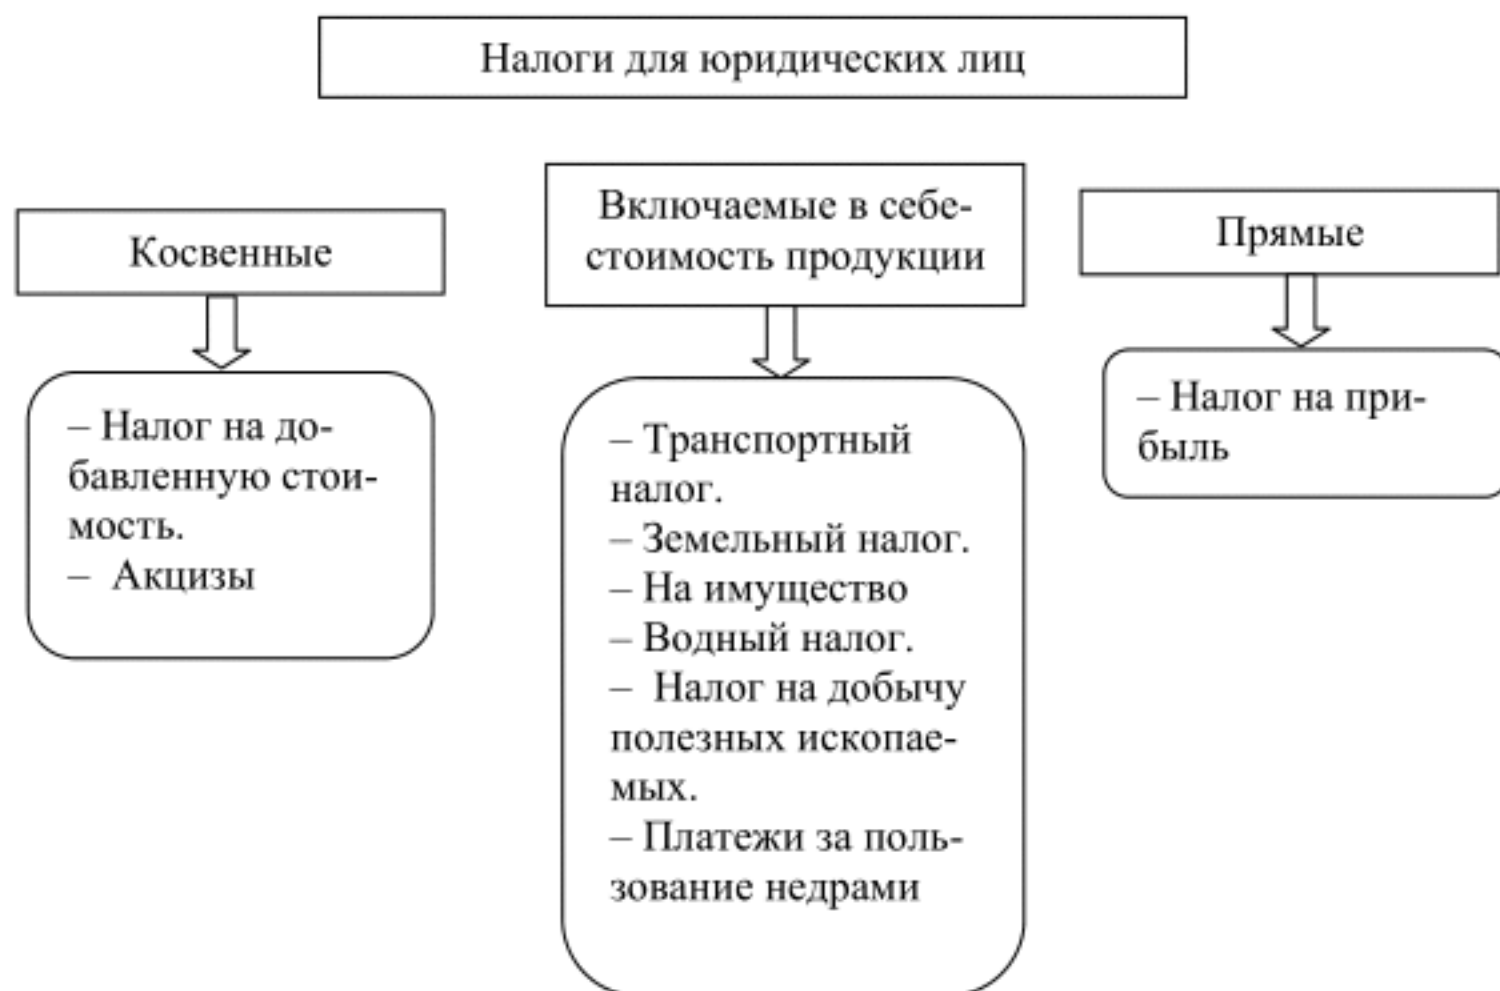 Налоги для юридических лиц
Косвенные
– Налог на до-
бавленную стои-
мость.
– Акцизы
Включаемые в себе-
стоимость продукции
– Транспортный
налог.
– Земельный налог.
– На имущество
– Водный налог.
– Налог на добычу
полезных ископае-
мых.
– Платежи за поль-
зование недрами
Прямые
– Налог на при-
быль